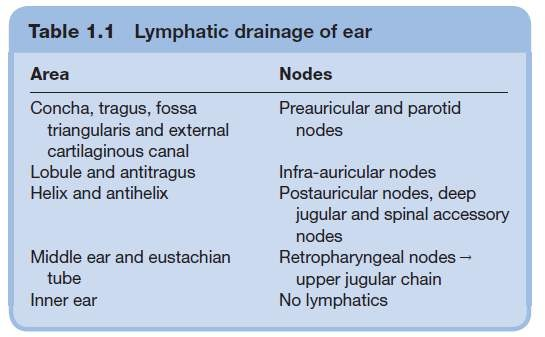 Table 1.1 Lymphatic drainage of ear
Area Nodes
Concha, tragus, fossa Preauricular and parotid
triangularis and external nodes
cartilaginous canal
Lobule and antitragus Infra-auricular nodes
Helix and antihelix Postauricular nodes, deep
jugular and spinal accessory
nodes
Middle ear and eustachian Retropharyngeal nodes →
tube upper jugular chain
Inner ear No lymphatics